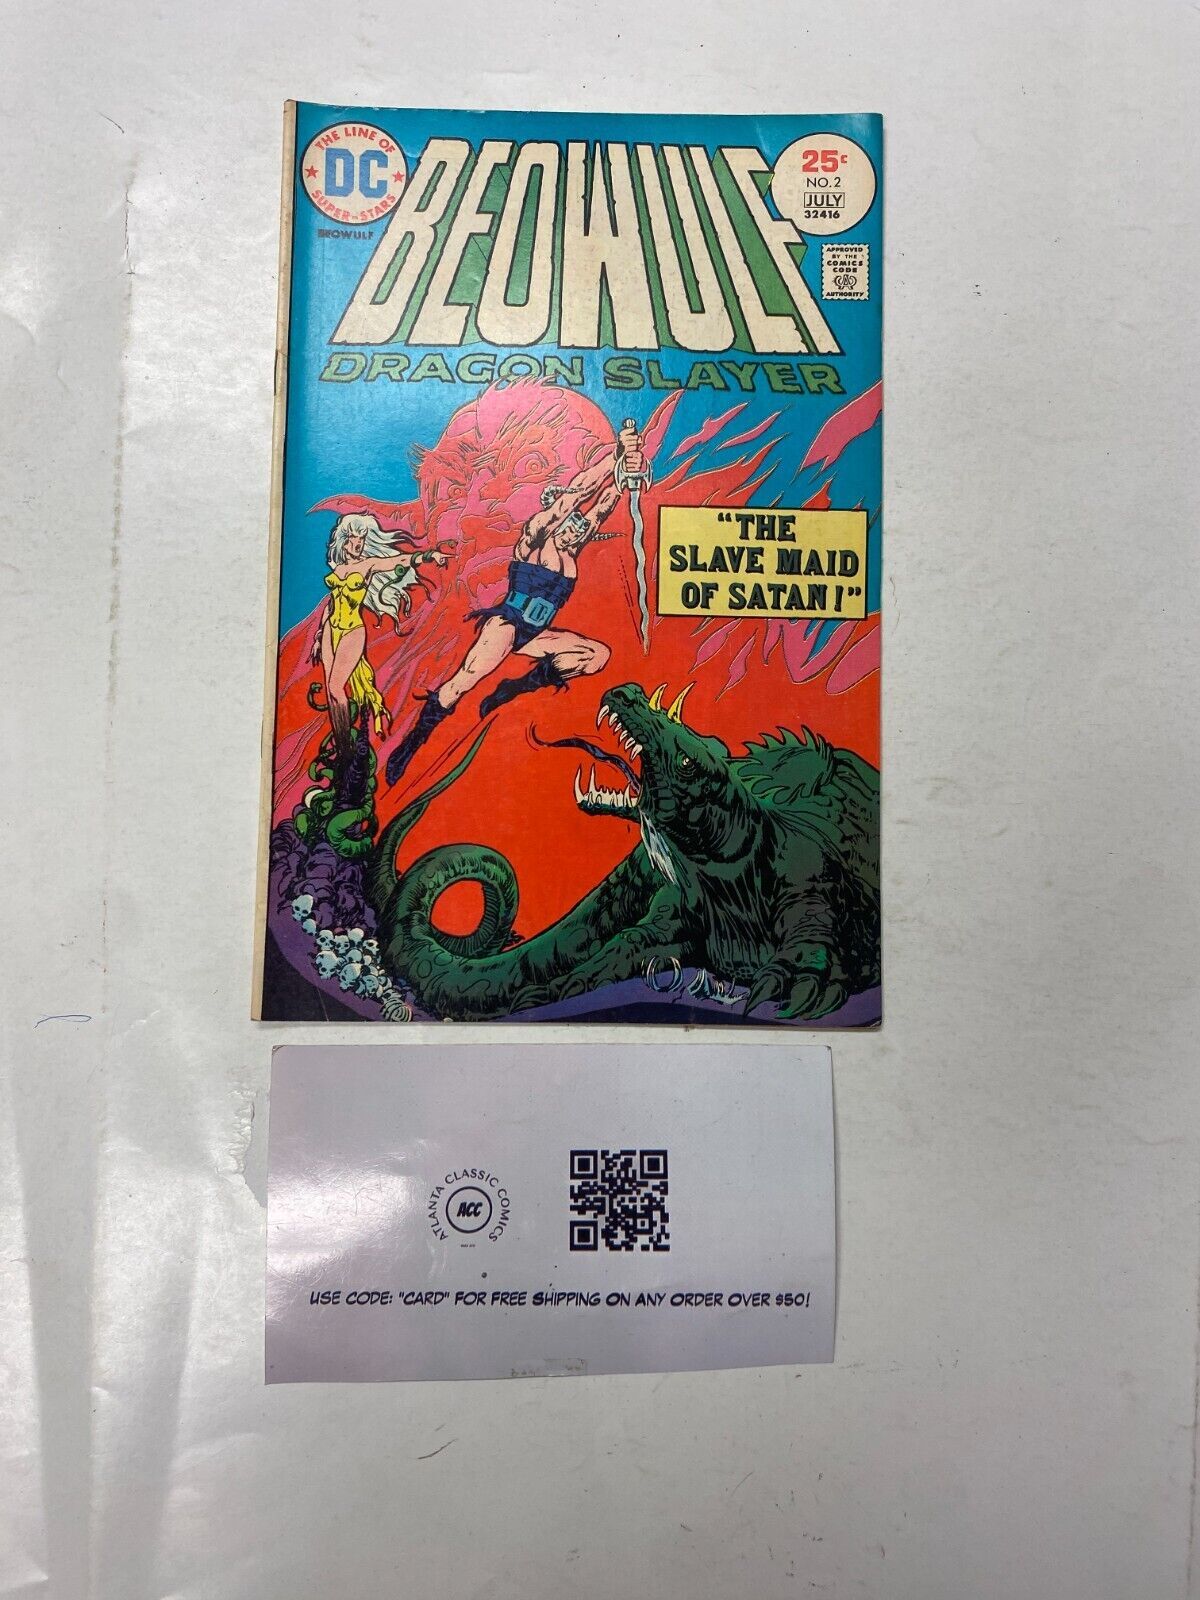 THE LINE OF
DC
SUPER-STARS
BEOWULF
BEOWULF
DRAGON SLAYER
25¢
NO. 2
JULY
32416
APPROVED
BY THE
COMICS
CODE
AUTHORITY
"THE
SLAVE MAID
OF SATAN!"
ATLANTA CLASSIC COMICS
ACC
USE CODE: "CARD" FOR FREE SHIPPING ON ANY ORDER OVER $50!